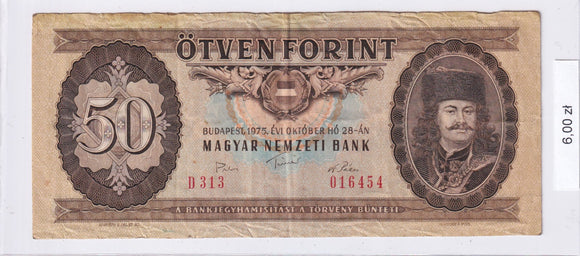 ÖTVEN FORINT
50
BUDAPEST, 1975. ÉVI OKTÓBER HÓ 28-ÁN
MAGYAR NEMZETI BANK
D 313 016454
A BANKJEGYHAMISÍTÁST A TÖRVÉNY BÜNTETI
6,00 zł